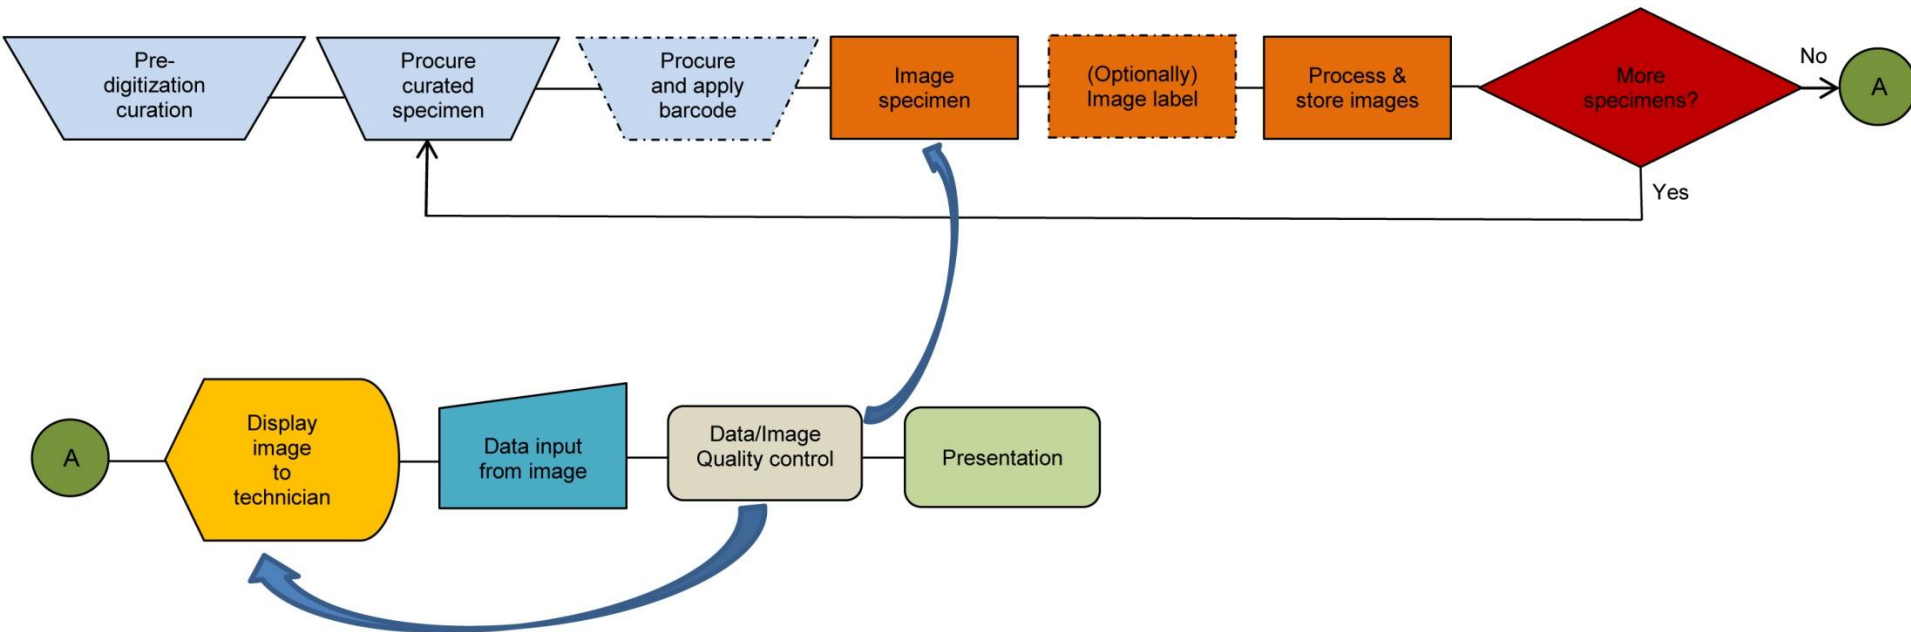 Pre-
digitization
curation
Procure
curated
specimen
Procure
and apply
barcode
Image
specimen
(Optionally)
Image label
Process &
store images
More
specimens?
No
A
Yes
A
Display
image
to
technician
Data input
from image
Data/Image
Quality control
Presentation